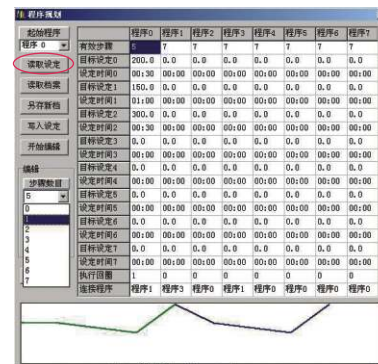 程序规划
起始程序
程序 0
读取设定
读取档案
另存新档
写入设定
开始编辑
编辑
步骤数目
5
0
1
2
3
4
5
6
7
程序0 程序1 程序2 程序3 程序4 程序5 程序6 程序7
有效步骤 5 7 7 7 7 7 7 7
目标设定0 200.0 0.0 0.0 0.0 0.0 0.0 0.0 0.0
设定时间0 00:30 00:00 00:00 00:00 00:00 00:00 00:00 00:00
目标设定1 150.0 0.0 0.0 0.0 0.0 0.0 0.0 0.0
设定时间1 01:00 00:00 00:00 00:00 00:00 00:00 00:00 00:00
目标设定2 300.0 0.0 0.0 0.0 0.0 0.0 0.0 0.0
设定时间2 00:30 00:00 00:00 00:00 00:00 00:00 00:00 00:00
目标设定3 0.0 0.0 0.0 0.0 0.0 0.0 0.0 0.0
设定时间3 00:00 00:00 00:00 00:00 00:00 00:00 00:00 00:00
目标设定4 0.0 0.0 0.0 0.0 0.0 0.0 0.0 0.0
设定时间4 00:00 00:00 00:00 00:00 00:00 00:00 00:00 00:00
目标设定5 0.0 0.0 0.0 0.0 0.0 0.0 0.0 0.0
设定时间5 00:00 00:00 00:00 00:00 00:00 00:00 00:00 00:00
目标设定6 0.0 0.0 0.0 0.0 0.0 0.0 0.0 0.0
设定时间6 00:00 00:00 00:00 00:00 00:00 00:00 00:00 00:00
目标设定7 0.0 0.0 0.0 0.0 0.0 0.0 0.0 0.0
设定时间7 00:00 00:00 00:00 00:00 00:00 00:00 00:00 00:00
执行回圈 1 0 0 0 0 0 0 0
连接程序 程序1 程序3 程序0 程序1 程序0 程序0 程序0 程序0